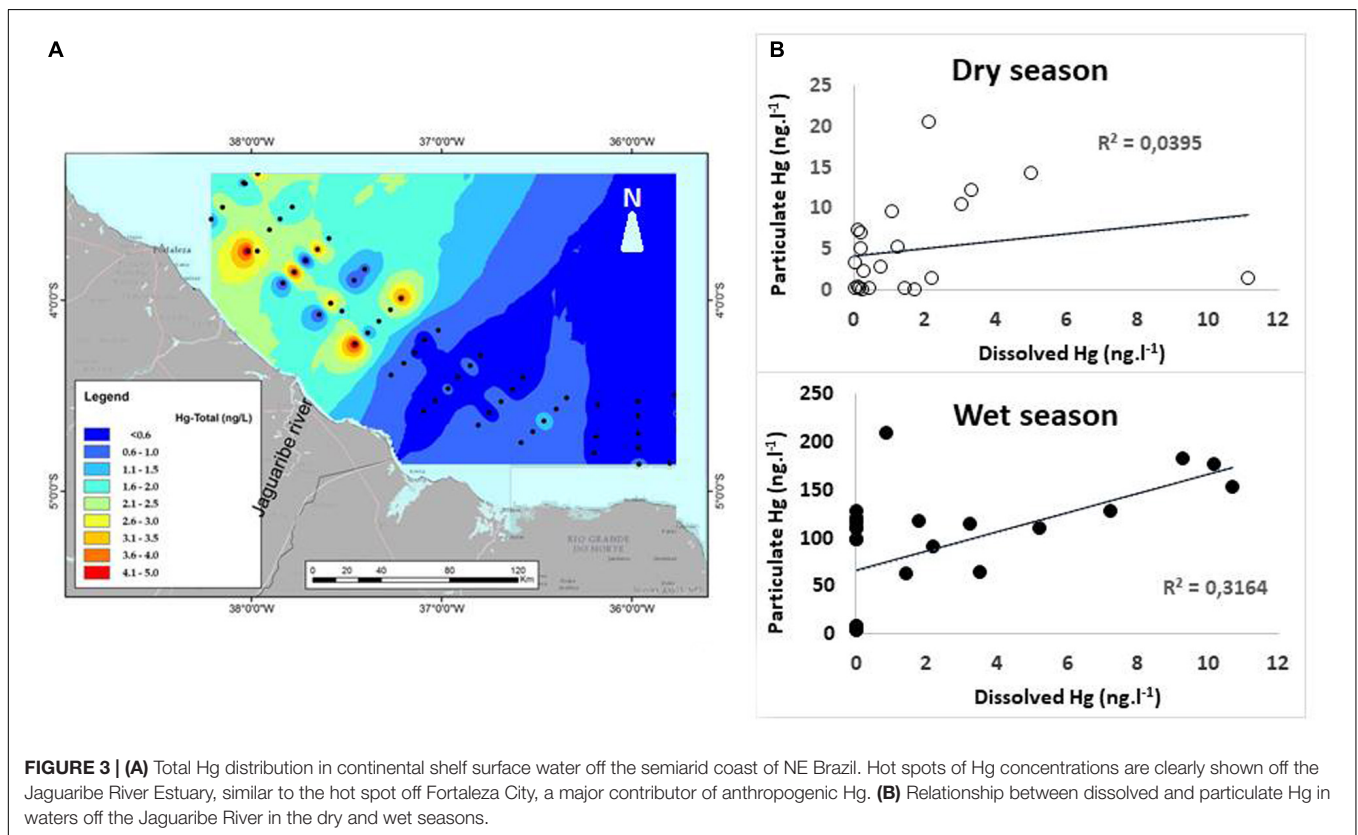 A
38°0'0"W
37°0'0"W
36°0'0"W
N
Fortaleza
4°0'0"S
4°0'0"S
5°0'0"S
5°0'0"S
Jaguaribe river
Legend
Hg-Total (ng/L)
<0.6
0.6 - 1.0
1.1 - 1.5
1.6 - 2.0
2.1 - 2.5
2.6 - 3.0
3.1 - 3.5
3.6 - 4.0
4.1 - 5.0
RIO GRANDE
DO NORTE
0 20 40 80 120
Km
38°0'0"W
37°0'0"W
36°0'0"W
B
Dry season
Particulate Hg (ng.l⁻¹)
25
20
15
10
5
0
R² = 0,0395
0 2 4 6 8 10 12
Dissolved Hg (ng.l⁻¹)
Wet season
Particulate Hg (ng.l⁻¹)
250
200
150
100
50
0
R² = 0,3164
0 2 4 6 8 10 12
Dissolved Hg (ng.l⁻¹)
FIGURE 3 | (A) Total Hg distribution in continental shelf surface water off the semiarid coast of NE Brazil. Hot spots of Hg concentrations are clearly shown off the
Jaguaribe River Estuary, similar to the hot spot off Fortaleza City, a major contributor of anthropogenic Hg. (B) Relationship between dissolved and particulate Hg in
waters off the Jaguaribe River in the dry and wet seasons.